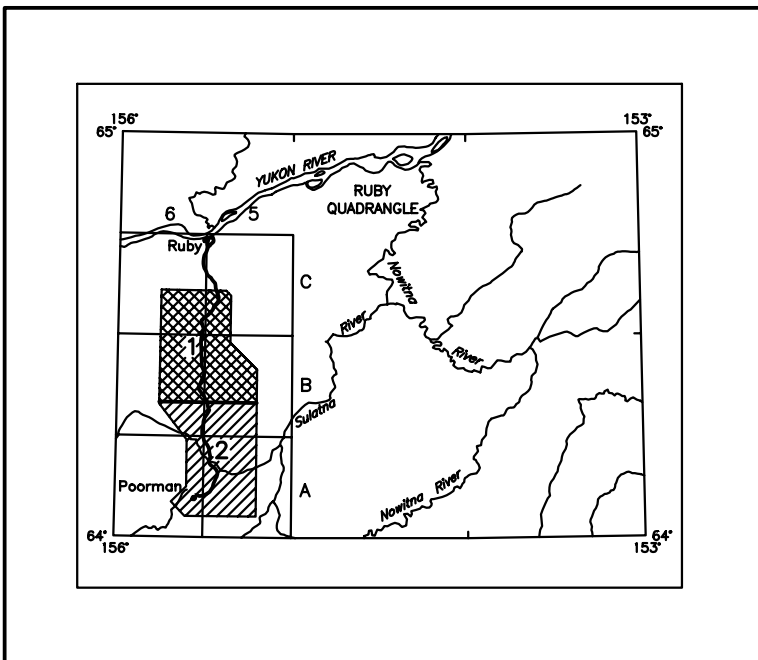 156°
153°
65°
65°
YUKON RIVER
RUBY
QUADRANGLE
6
5
Ruby
C
Nowitna
River
River
1
B
Sulatna
2
Poorman
A
Nowitna River
64°
64°
156°
153°